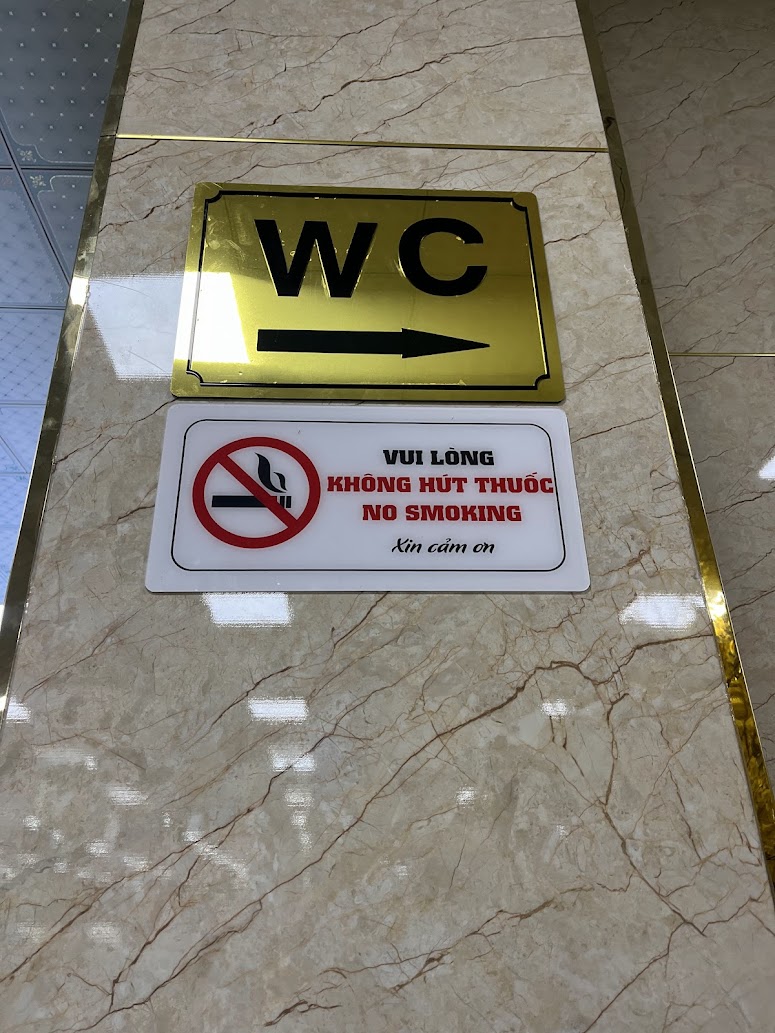 WC
VUI LÒNG
KHÔNG HÚT THUỐC
NO SMOKING
Xin cảm ơn